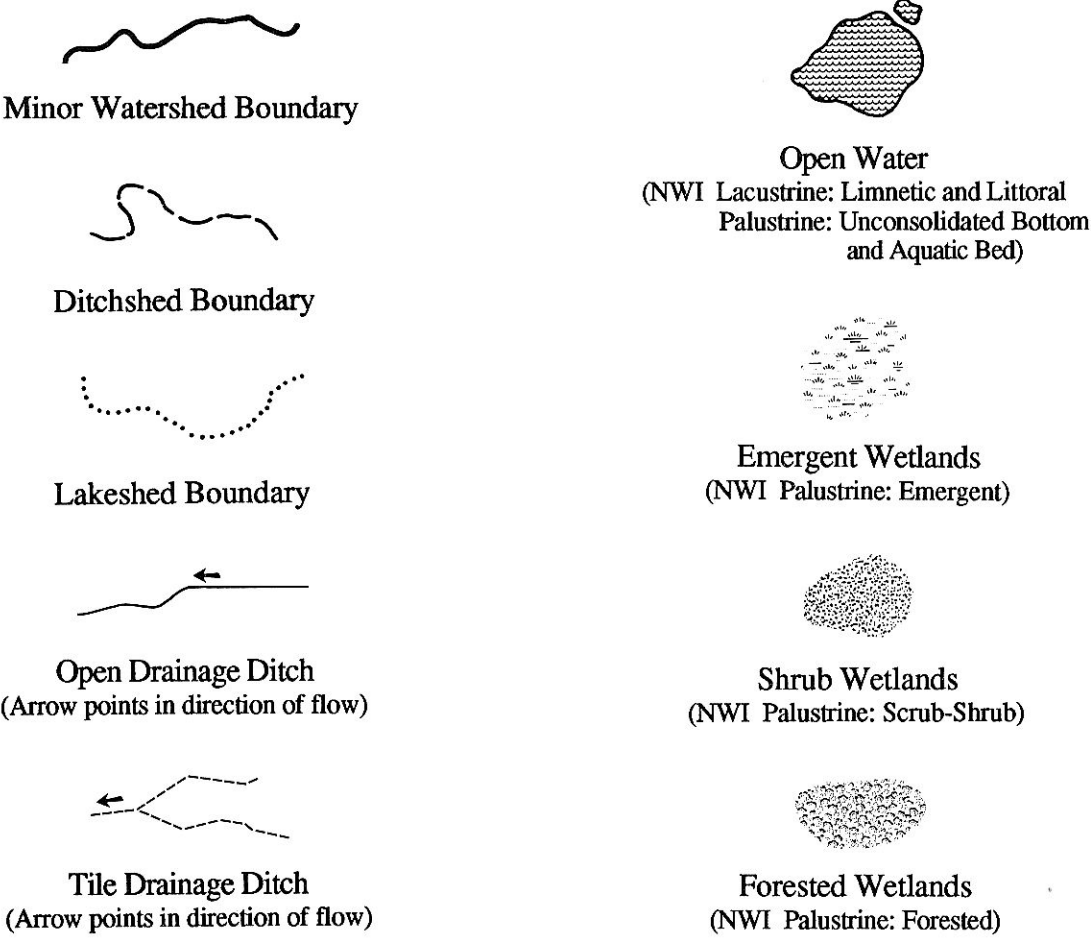 Minor Watershed Boundary
Ditchshed Boundary
Lakeshed Boundary
Open Drainage Ditch
(Arrow points in direction of flow)
Tile Drainage Ditch
(Arrow points in direction of flow)
Open Water
(NWI Lacustrine: Limnetic and Littoral
Palustrine: Unconsolidated Bottom
and Aquatic Bed)
Emergent Wetlands
(NWI Palustrine: Emergent)
Shrub Wetlands
(NWI Palustrine: Scrub-Shrub)
Forested Wetlands
(NWI Palustrine: Forested)